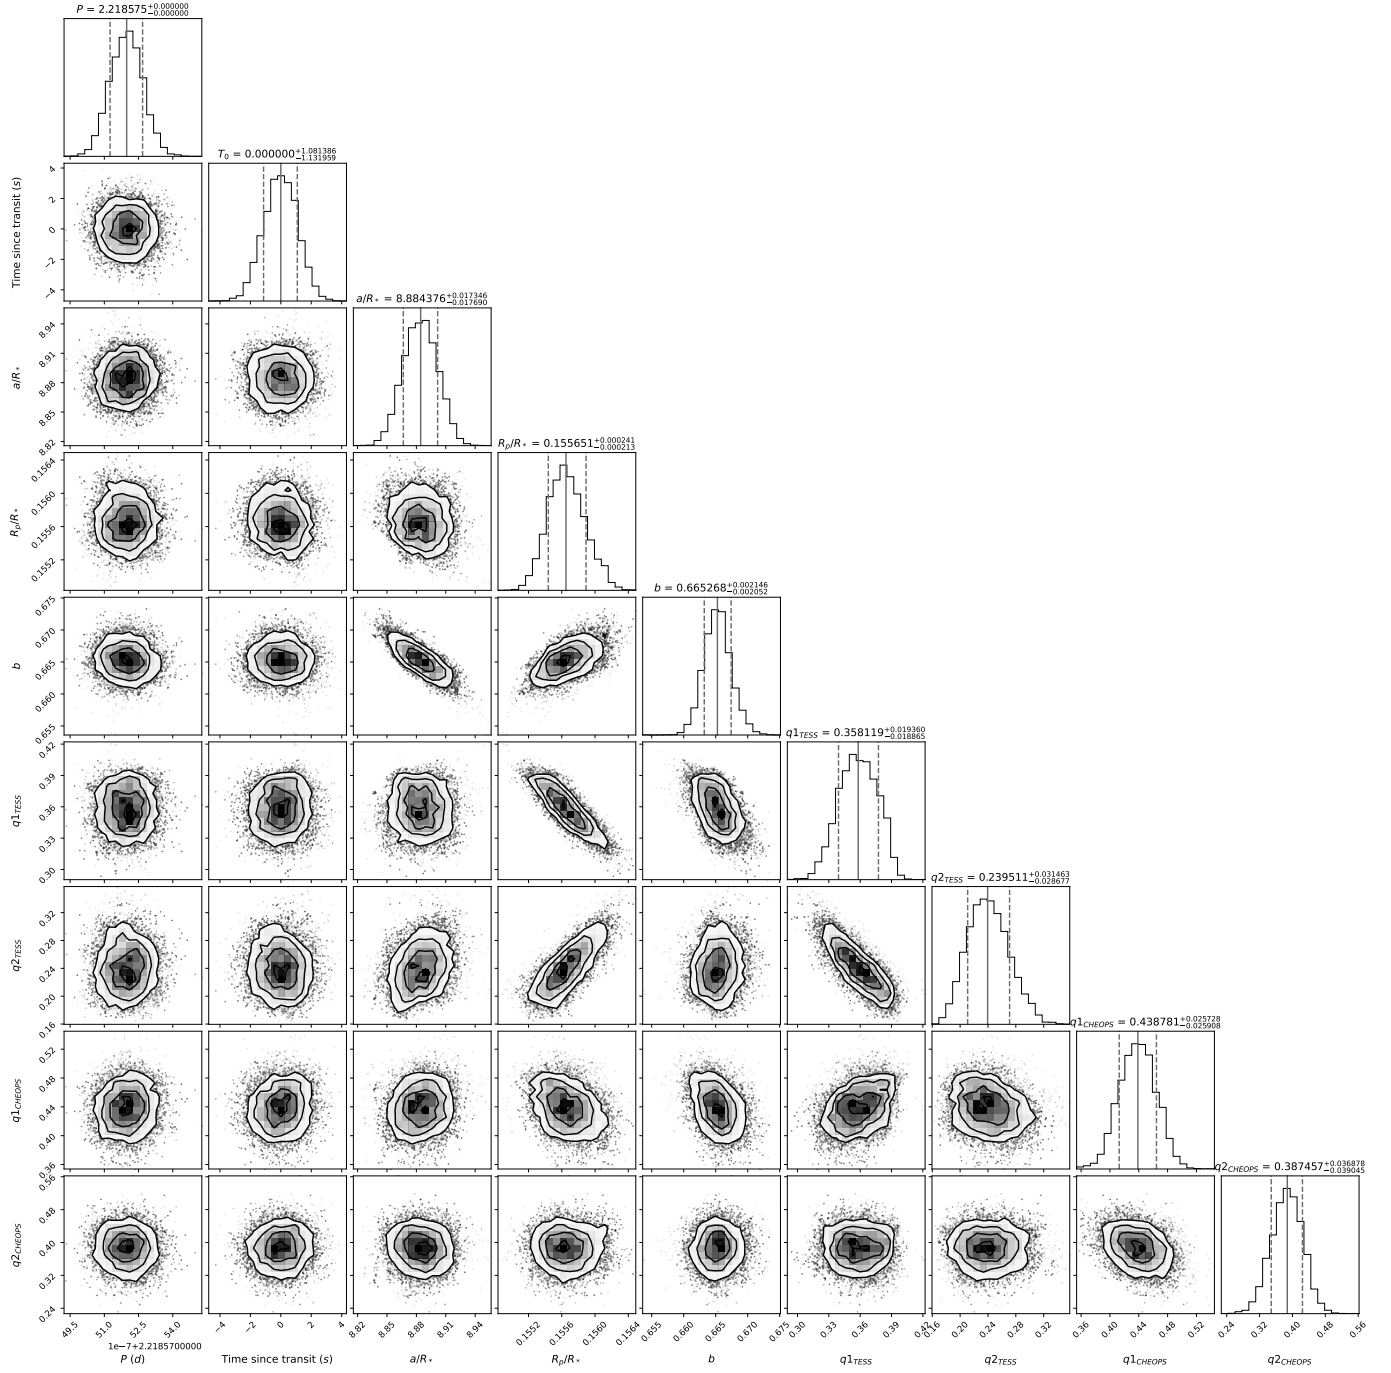 P = 2.218575+0.000000−0.000000
T0 = 0.000000+1.081386−1.131959
a/R* = 8.884376+0.017346−0.017690
Rp/R* = 0.155651+0.000241−0.000213
b = 0.665268+0.002146−0.002052
q1TESS = 0.358119+0.019360−0.018865
q2TESS = 0.239511+0.031463−0.028677
q1CHEOPS = 0.438781+0.025728−0.025908
q2CHEOPS = 0.387457+0.036878−0.039045
Time since transit (s)
4
2
0
−2
−4
a/R*
8.94
8.91
8.88
8.85
8.82
Rp/R*
0.1564
0.1560
0.1556
0.1552
b
0.675
0.670
0.665
0.660
0.655
q1TESS
0.42
0.39
0.36
0.33
0.30
q2TESS
0.32
0.28
0.24
0.20
0.16
q1CHEOPS
0.52
0.48
0.44
0.40
0.36
q2CHEOPS
0.56
0.48
0.40
0.32
0.24
49.5 51.0 52.5 54.0
−4 −2 0 2 4
8.82 8.85 8.88 8.91 8.94
0.1552 0.1556 0.1560 0.1564
0.655 0.660 0.665 0.670 0.675
0.30 0.33 0.36 0.39 0.42
0.16 0.20 0.24 0.28 0.32
0.36 0.40 0.44 0.48 0.52
0.24 0.32 0.40 0.48 0.56
1e−7+2.2185700000
P (d)
Time since transit (s)
a/R*
Rp/R*
b
q1TESS
q2TESS
q1CHEOPS
q2CHEOPS